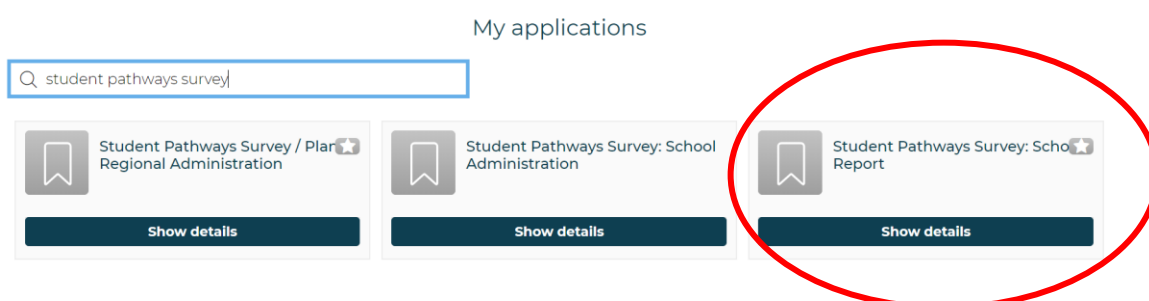 My applications
student pathways survey
Student Pathways Survey / Plan
Regional Administration
Show details
Student Pathways Survey: School
Administration
Show details
Student Pathways Survey: Scho
Report
Show details